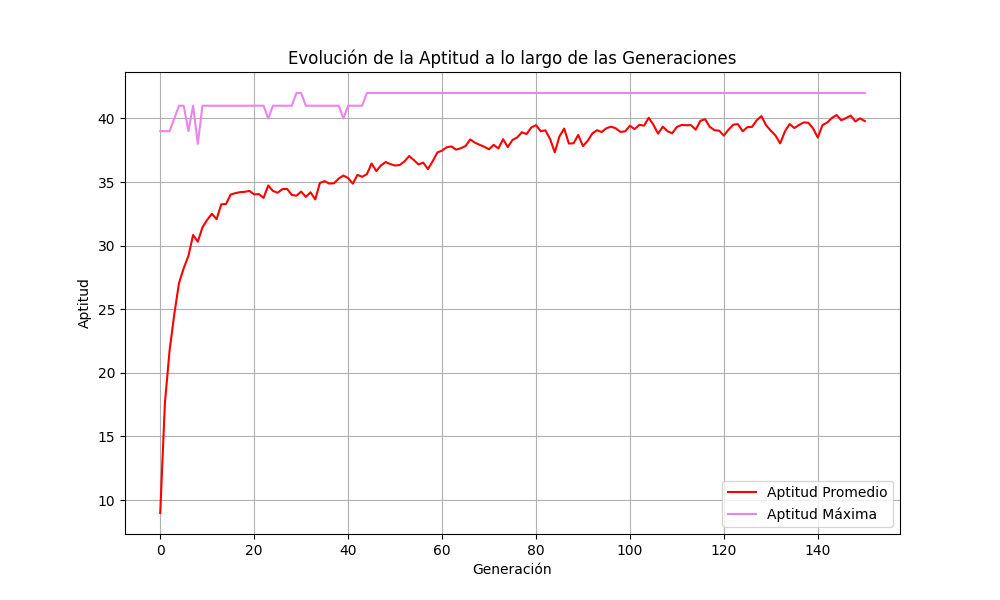 Evolución de la Aptitud a lo largo de las Generaciones
Aptitud
40
35
30
25
20
15
10
0 20 40 60 80 100 120 140
Generación
Aptitud Promedio
Aptitud Máxima